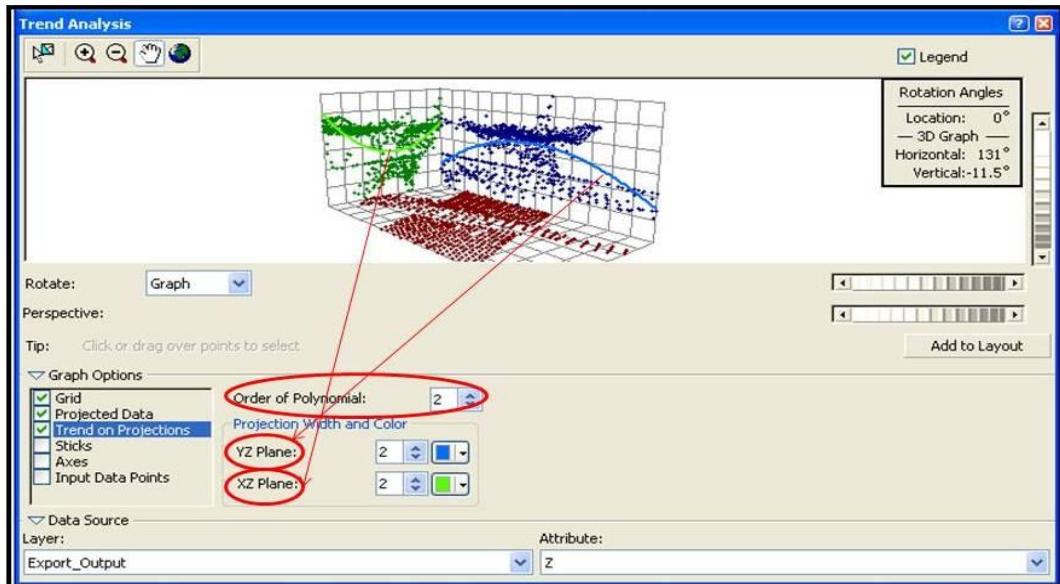 Trend Analysis
Legend
Rotation Angles
Location: 0°
— 3D Graph —
Horizontal: 131°
Vertical:-11.5°
Rotate: Graph
Perspective:
Tip: Click or drag over points to select
Add to Layout
Graph Options
Grid
Projected Data
Trend on Projections
Sticks
Axes
Input Data Points
Order of Polynomial: 2
Projection Width and Color
YZ Plane: 2
XZ Plane: 2
Data Source
Layer: Attribute:
Export_Output Z